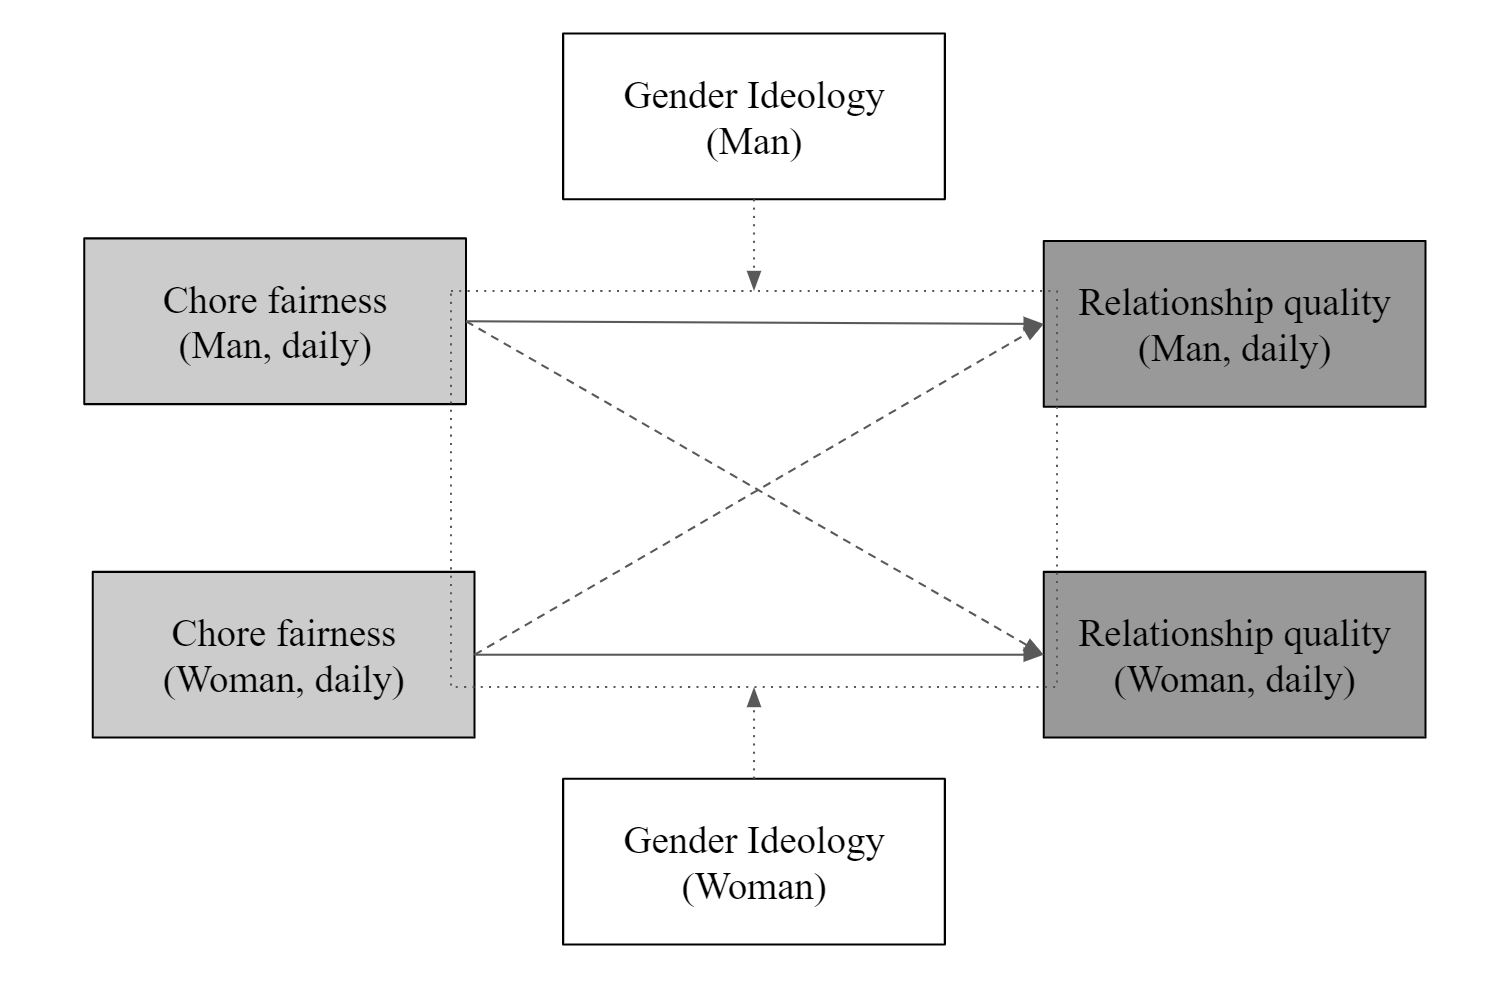 Gender Ideology
(Man)
Chore fairness
(Man, daily)
Relationship quality
(Man, daily)
Chore fairness
(Woman, daily)
Relationship quality
(Woman, daily)
Gender Ideology
(Woman)